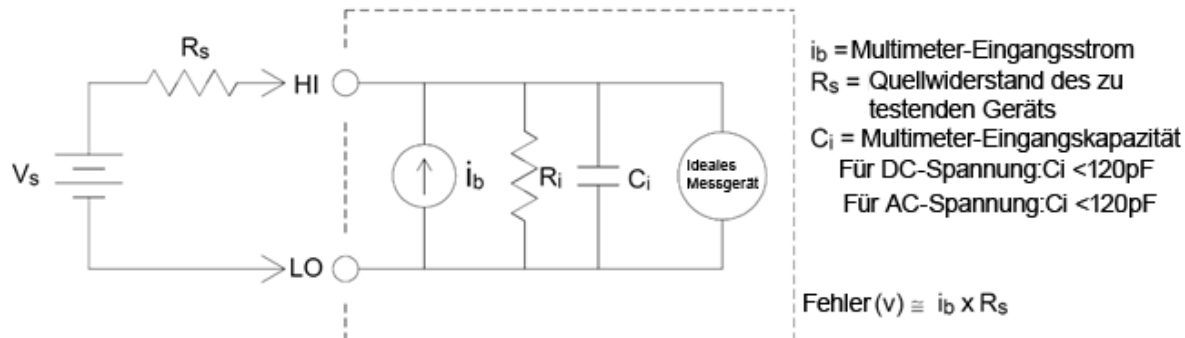 Rs
HI
Vs
ib
Ri
Ci
Ideales
Messgerät
LO
ib =Multimeter-Eingangsstrom
Rs = Quellwiderstand des zu
testenden Geräts
Ci = Multimeter-Eingangskapazität
Für DC-Spannung:Ci <120pF
Für AC-Spannung:Ci <120pF
Fehler (v) ≅ ib x Rs